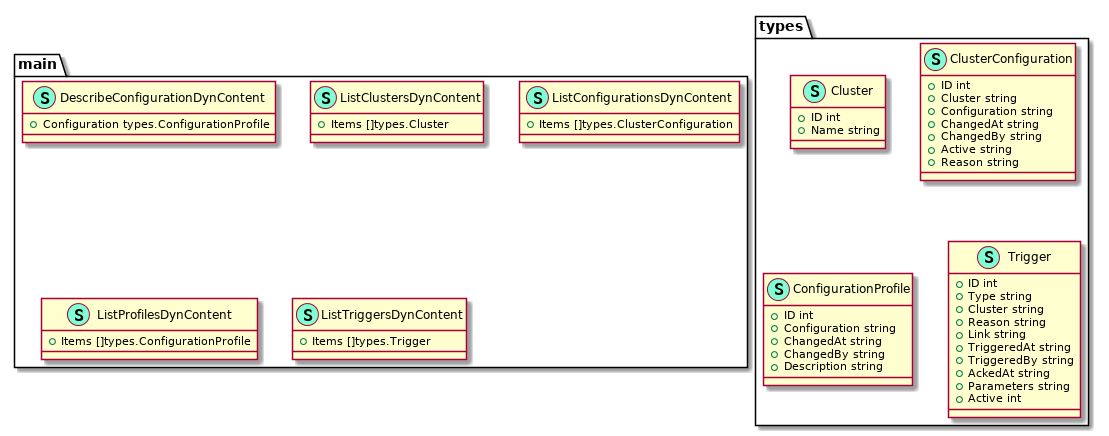 main
S DescribeConfigurationDynContent
Configuration types.ConfigurationProfile
S ListClustersDynContent
Items []types.Cluster
S ListConfigurationsDynContent
Items []types.ClusterConfiguration
S ListProfilesDynContent
Items []types.ConfigurationProfile
S ListTriggersDynContent
Items []types.Trigger
types
S Cluster
ID int
Name string
S ClusterConfiguration
ID int
Cluster string
Configuration string
ChangedAt string
ChangedBy string
Active string
Reason string
S ConfigurationProfile
ID int
Configuration string
ChangedAt string
ChangedBy string
Description string
S Trigger
ID int
Type string
Cluster string
Reason string
Link string
TriggeredAt string
TriggeredBy string
AckedAt string
Parameters string
Active int